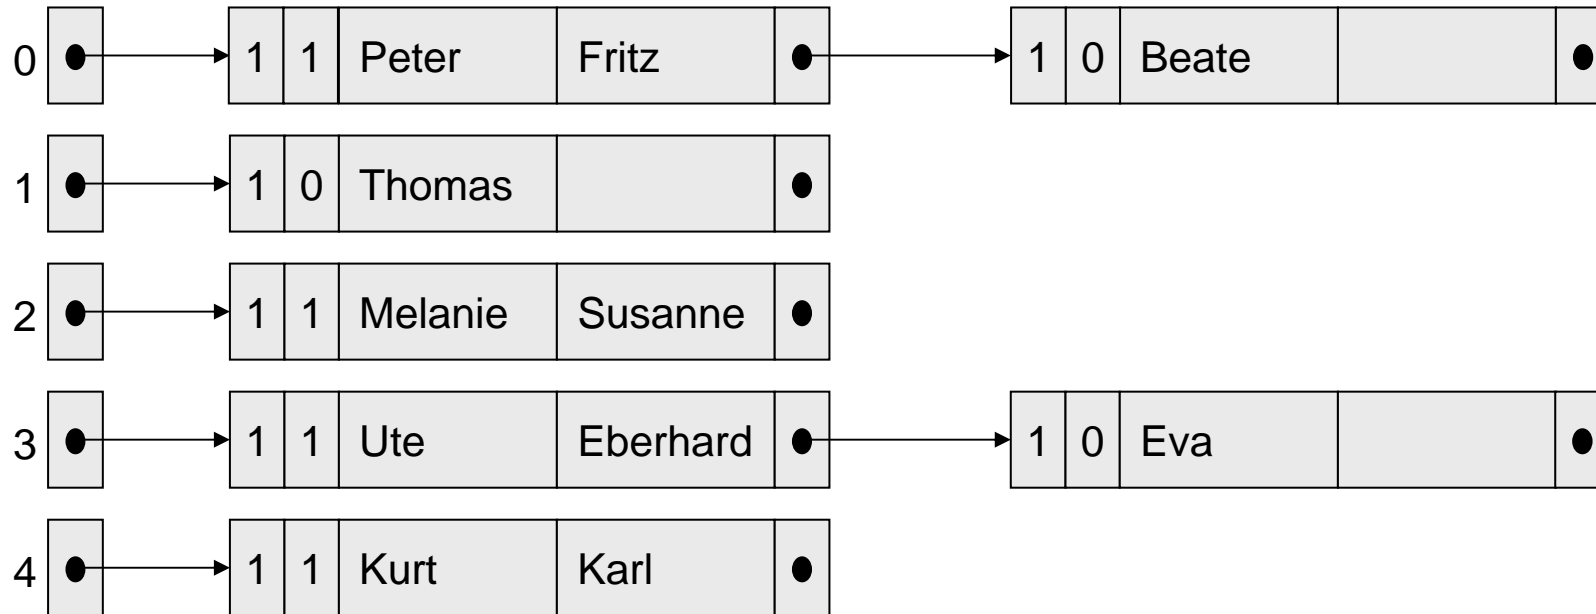 0 1 1 Peter Fritz 1 0 Beate
1 1 0 Thomas
2 1 1 Melanie Susanne
3 1 1 Ute Eberhard 1 0 Eva
4 1 1 Kurt Karl